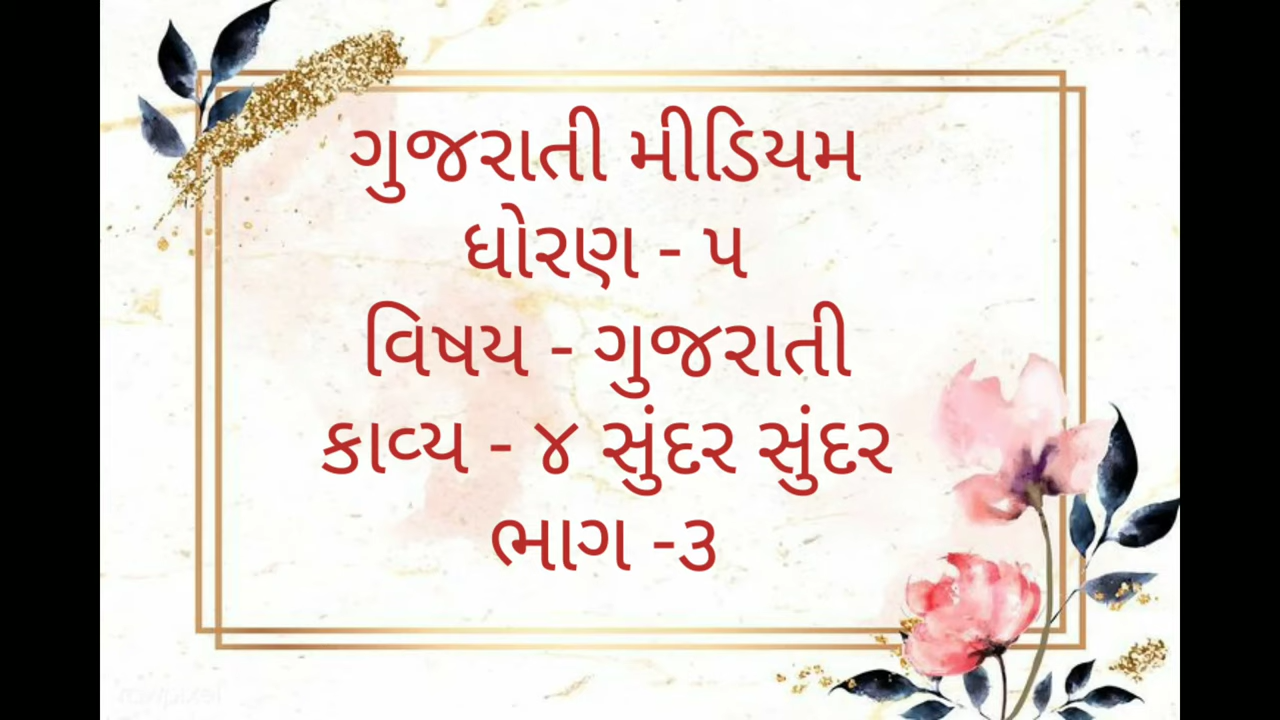 ગુજરાતી મીડિયમ
ધોરણ - ૫
વિષય - ગુજરાતી
કાવ્ય - ૪ સુંદર સુંદર
ભાગ -૩